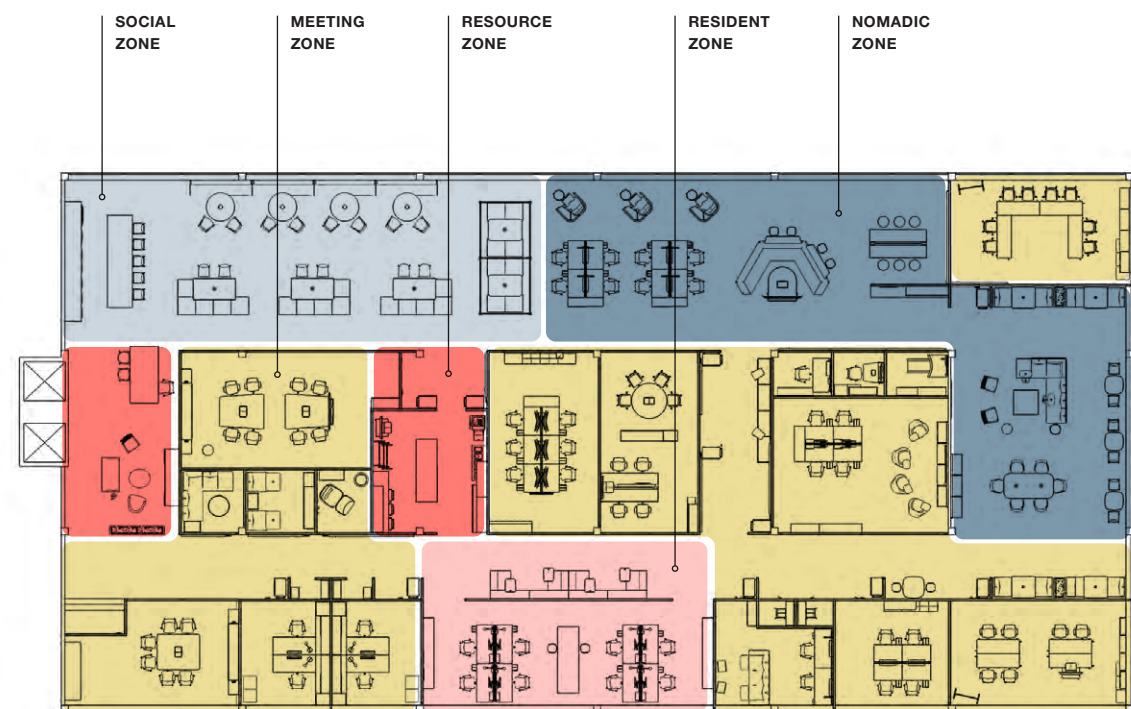 SOCIAL
ZONE
MEETING
ZONE
RESOURCE
ZONE
RESIDENT
ZONE
NOMADIC
ZONE